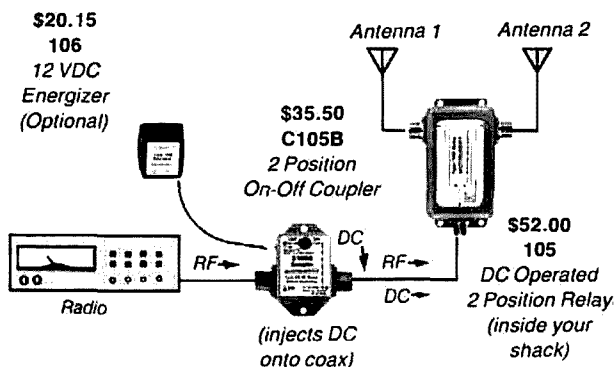 $20.15
106
12 VDC
Energizer
(Optional)
$35.50
C105B
2 Position
On-Off Coupler
Antenna 1
Antenna 2
Radio
RF
(injects DC
onto coax)
DC
RF
DC
$52.00
105
DC Operated
2 Position Relay
(inside your
shack)